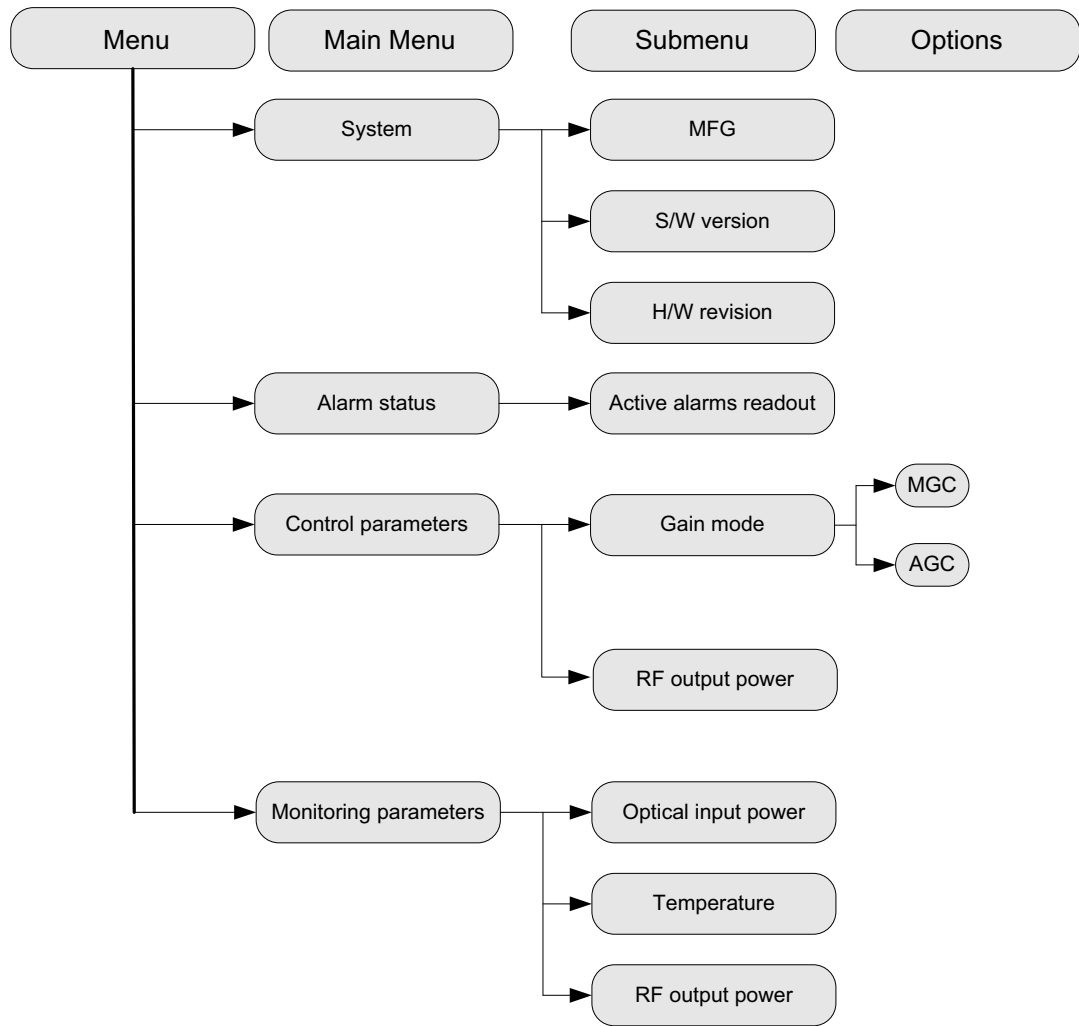 Menu
Main Menu
Submenu
Options
System
MFG
S/W version
H/W revision
Alarm status
Active alarms readout
MGC
Control parameters
Gain mode
AGC
RF output power
Monitoring parameters
Optical input power
Temperature
RF output power